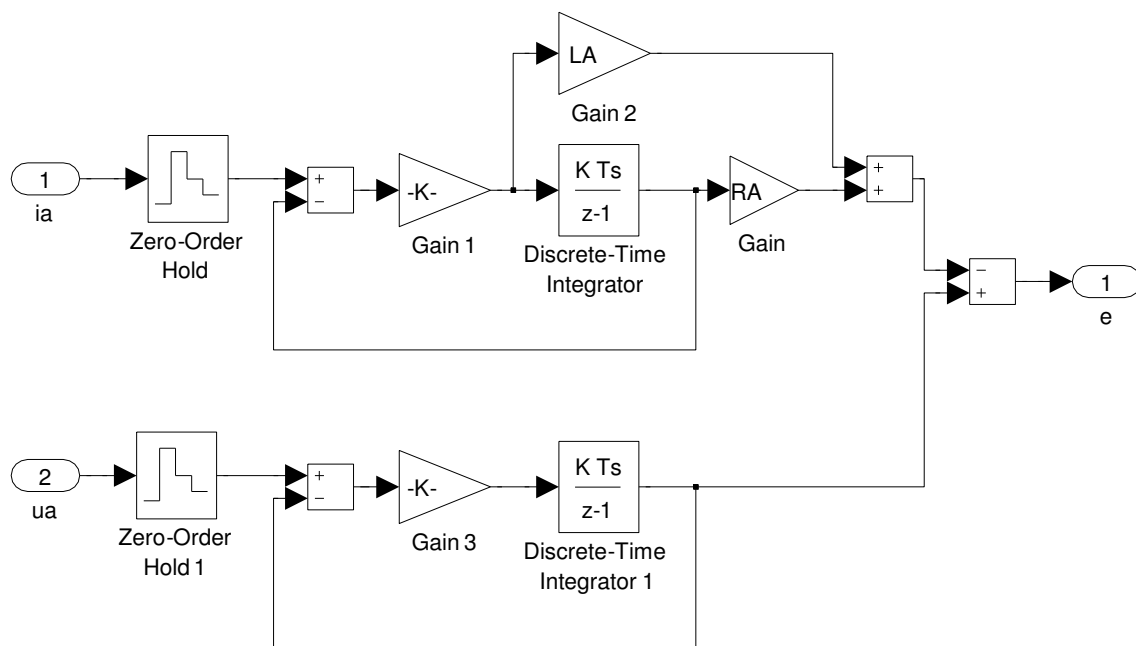 LA
Gain 2
1
ia
Zero-Order
Hold
+
−
-K-
Gain 1
K Ts
z-1
Discrete-Time
Integrator
RA
Gain
+
+
−
+
1
e
2
ua
Zero-Order
Hold 1
+
−
-K-
Gain 3
K Ts
z-1
Discrete-Time
Integrator 1